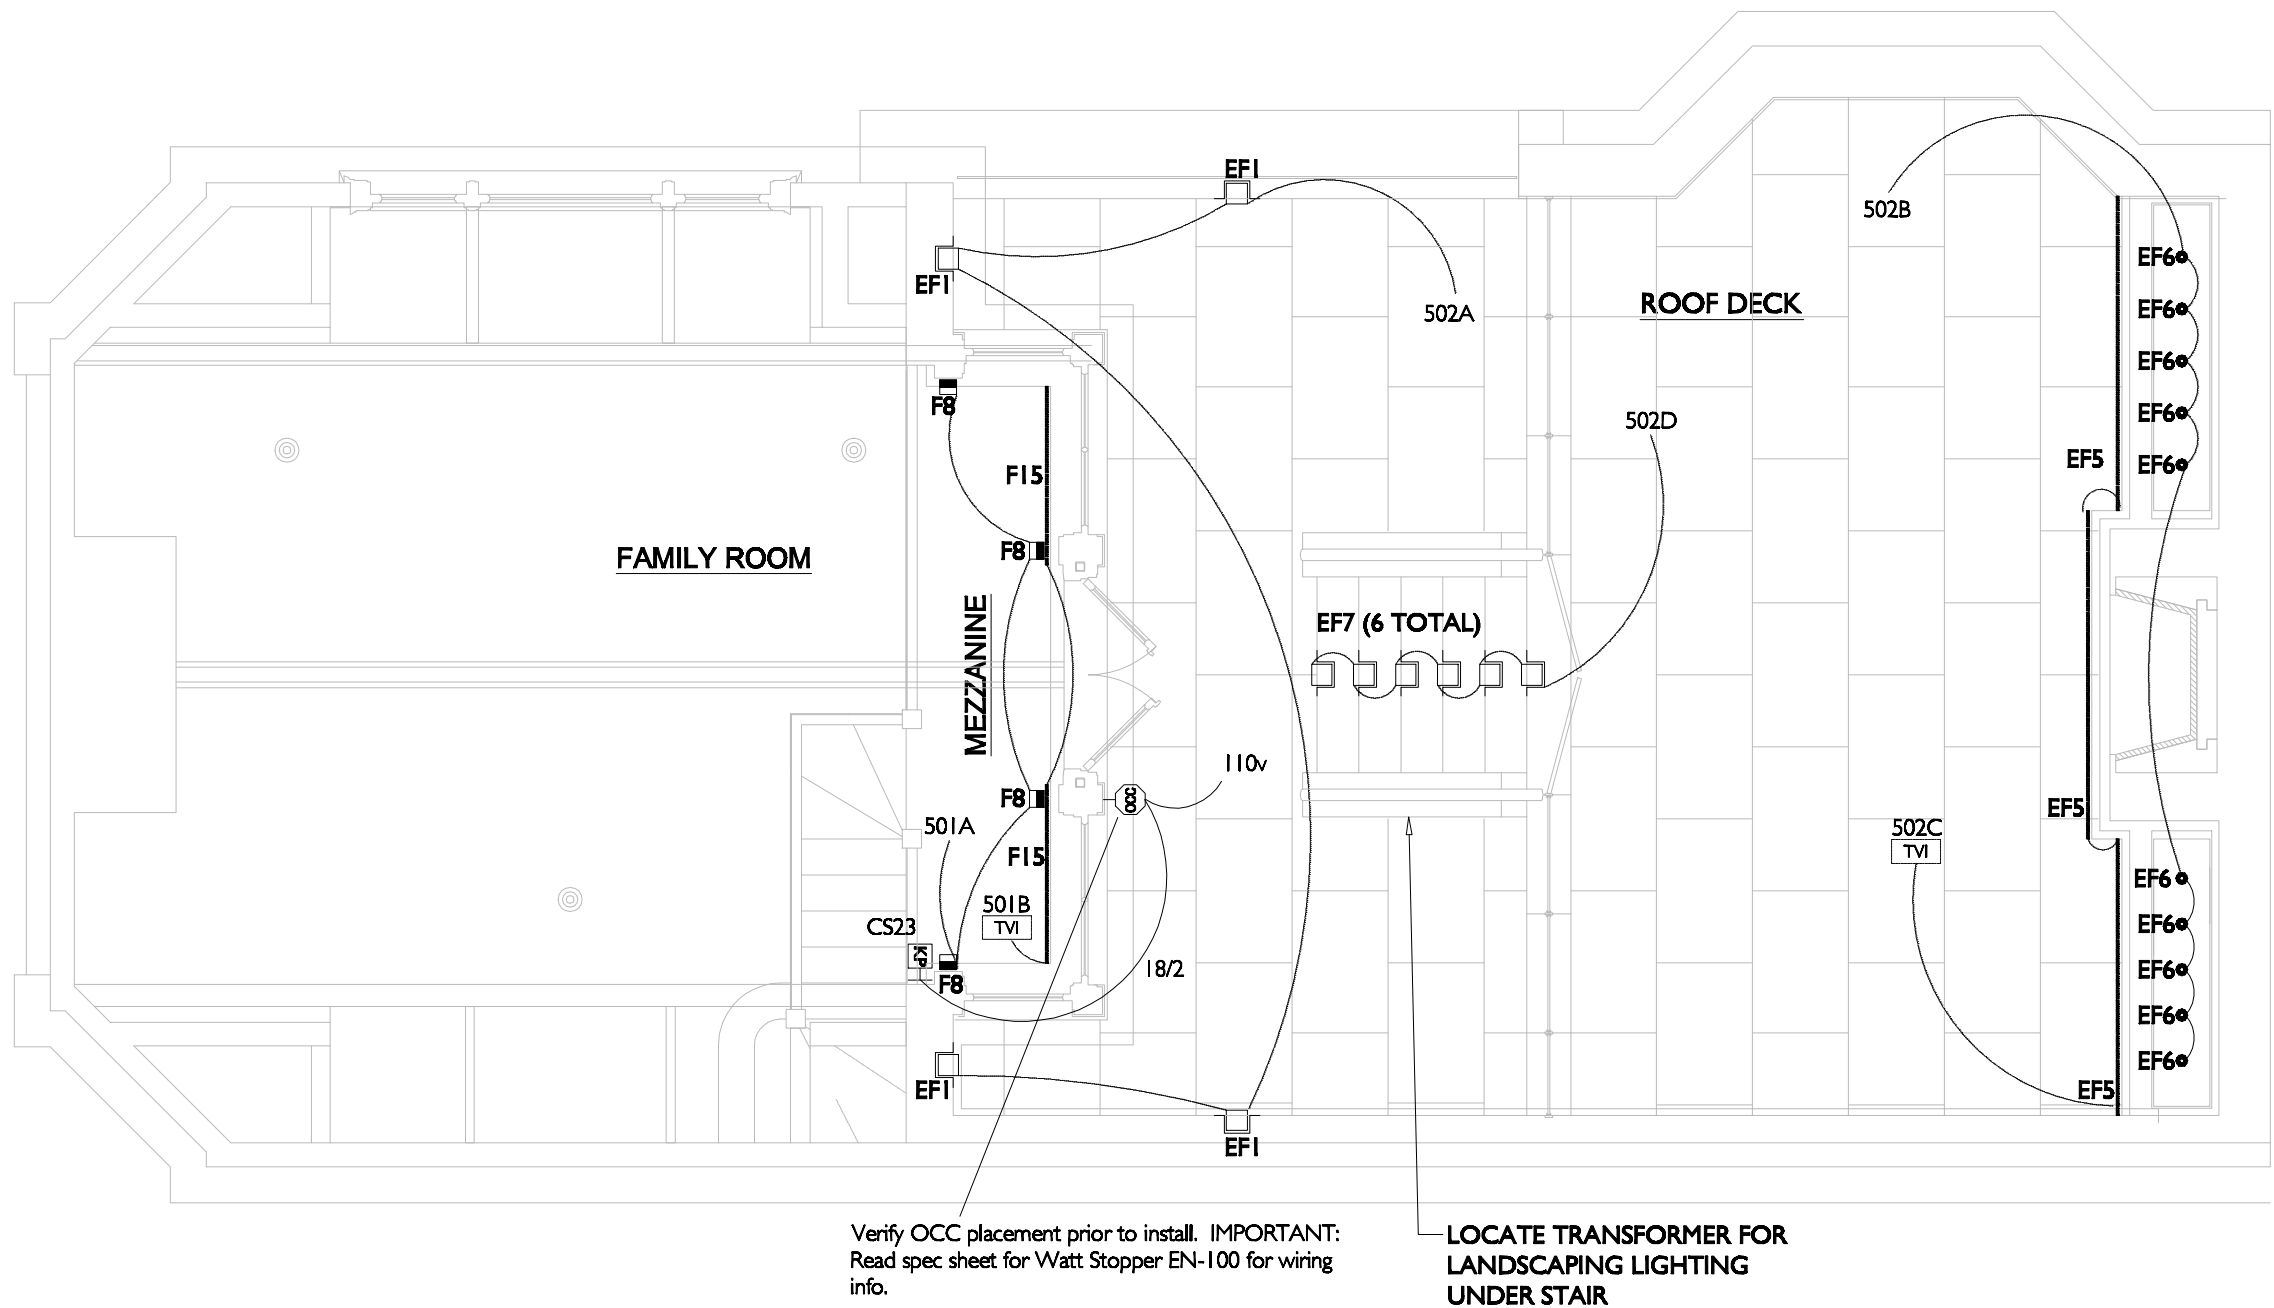 EF1
EF1
502A
502B
ROOF DECK
EF6
EF6
EF6
EF6
EF6
EF5
502D
F8
F15
F8
FAMILY ROOM
MEZZANINE
EF7 (6 TOTAL)
110v
OCC
F8
501A
F15
501B
TVI
CS23
KP
F8
18/2
EF5
502C
TVI
EF6
EF6
EF6
EF6
EF6
EF5
EF1
EF1
Verify OCC placement prior to install. IMPORTANT:
Read spec sheet for Watt Stopper EN-100 for wiring
info.
LOCATE TRANSFORMER FOR
LANDSCAPING LIGHTING
UNDER STAIR